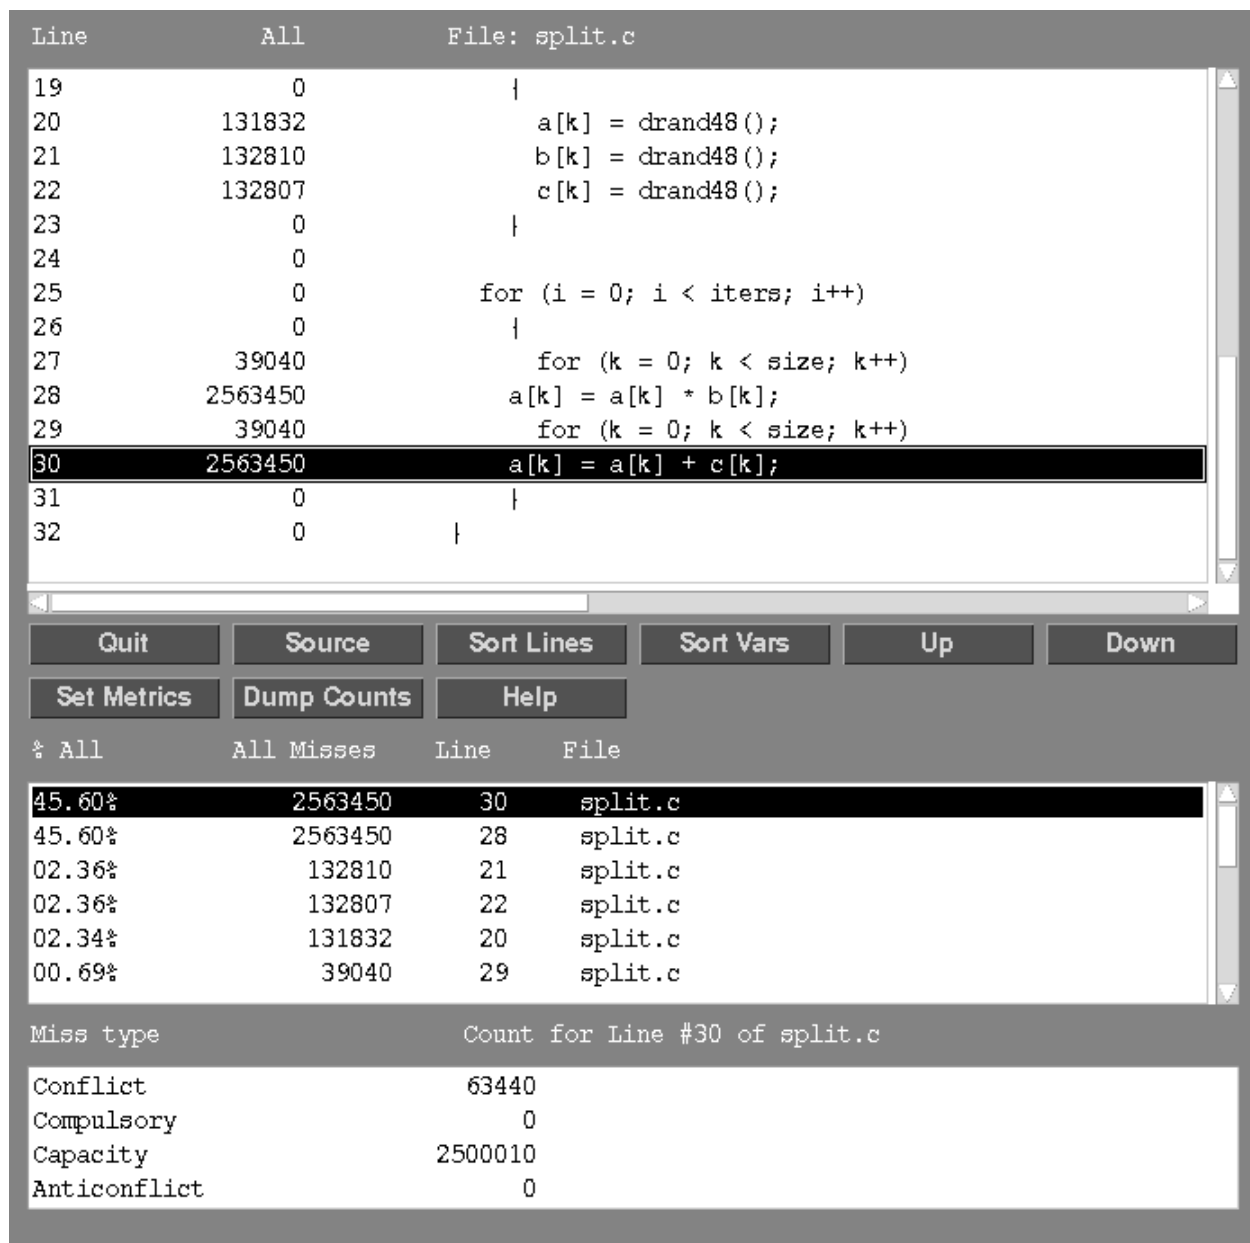 Line All File: split.c
19 0 {
20 131832 a[k] = drand48();
21 132810 b[k] = drand48();
22 132807 c[k] = drand48();
23 0 }
24 0
25 0 for (i = 0; i < iters; i++)
26 0 {
27 39040 for (k = 0; k < size; k++)
28 2563450 a[k] = a[k] * b[k];
29 39040 for (k = 0; k < size; k++)
30 2563450 a[k] = a[k] + c[k];
31 0 }
32 0 }
Quit Source Sort Lines Sort Vars Up Down
Set Metrics Dump Counts Help
% All All Misses Line File
45.60% 2563450 30 split.c
45.60% 2563450 28 split.c
02.36% 132810 21 split.c
02.36% 132807 22 split.c
02.34% 131832 20 split.c
00.69% 39040 29 split.c
Miss type Count for Line #30 of split.c
Conflict 63440
Compulsory 0
Capacity 2500010
Anticonflict 0